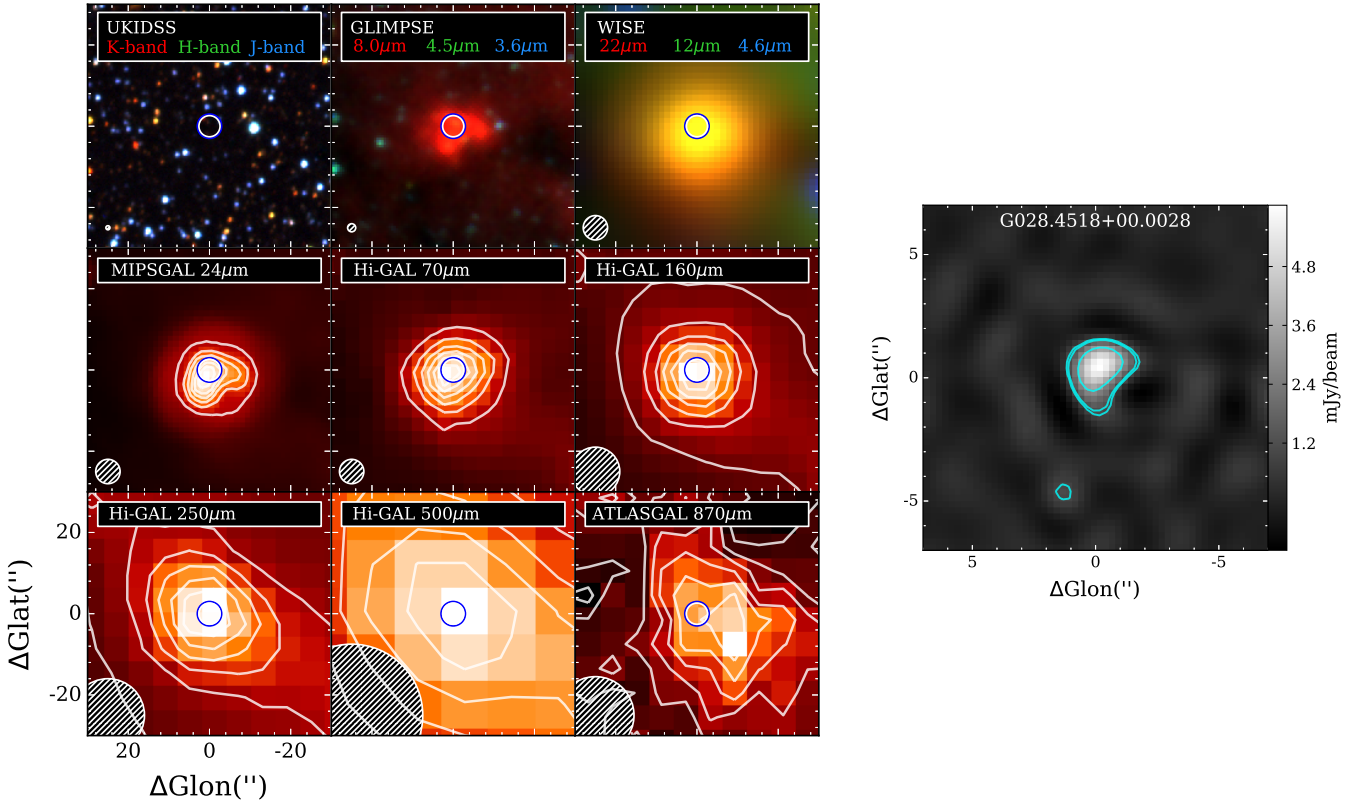 UKIDSS
K-band H-band J-band
GLIMPSE
8.0μm 4.5μm 3.6μm
WISE
22μm 12μm 4.6μm
MIPSGAL 24μm
Hi-GAL 70μm
Hi-GAL 160μm
Hi-GAL 250μm
Hi-GAL 500μm
ATLASGAL 870μm
20
0
-20
ΔGlat('')
20
0
-20
ΔGlon('')
G028.4518+00.0028
5
0
-5
ΔGlat('')
5
0
-5
ΔGlon('')
4.8
3.6
2.4
1.2
mJy/beam